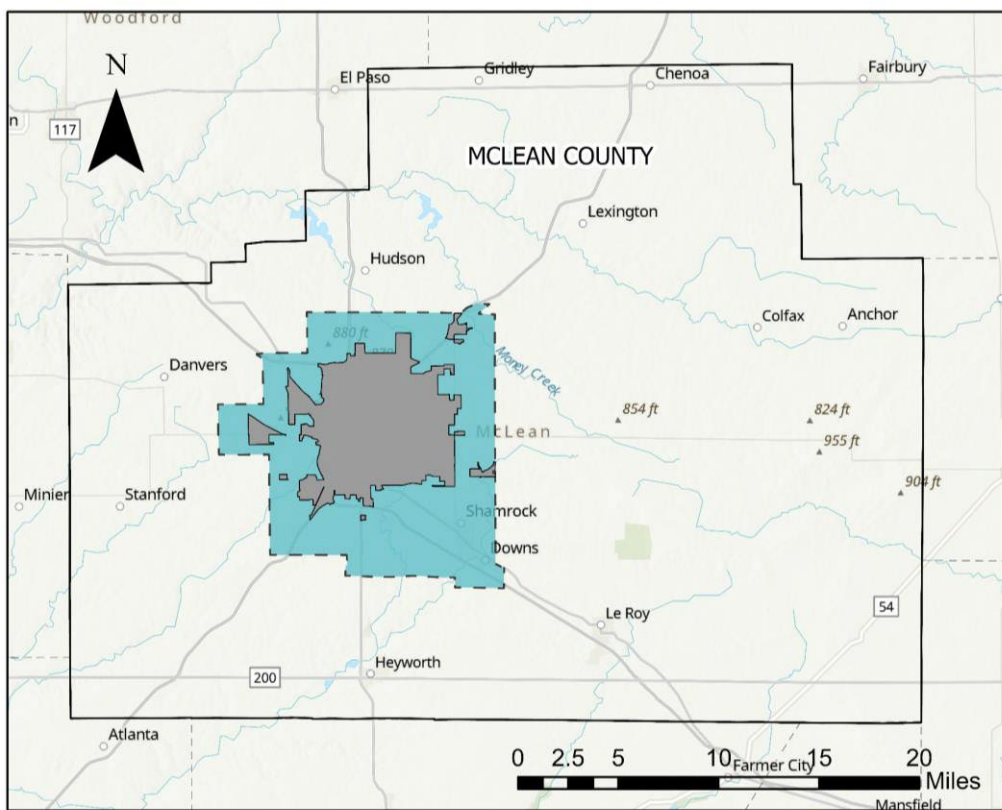 Woodford
N
El Paso
Gridley
Chenoa
Fairbury
n
117
MCLEAN COUNTY
Lexington
Hudson
Colfax
Anchor
880 ft
Danvers
Money Creek
854 ft
824 ft
McLean
955 ft
904 ft
Minier
Stanford
Shamrock
Downs
54
Le Roy
Heyworth
200
Atlanta
0 2.5 5 10 15 20
Miles
Farmer City
Mansfield